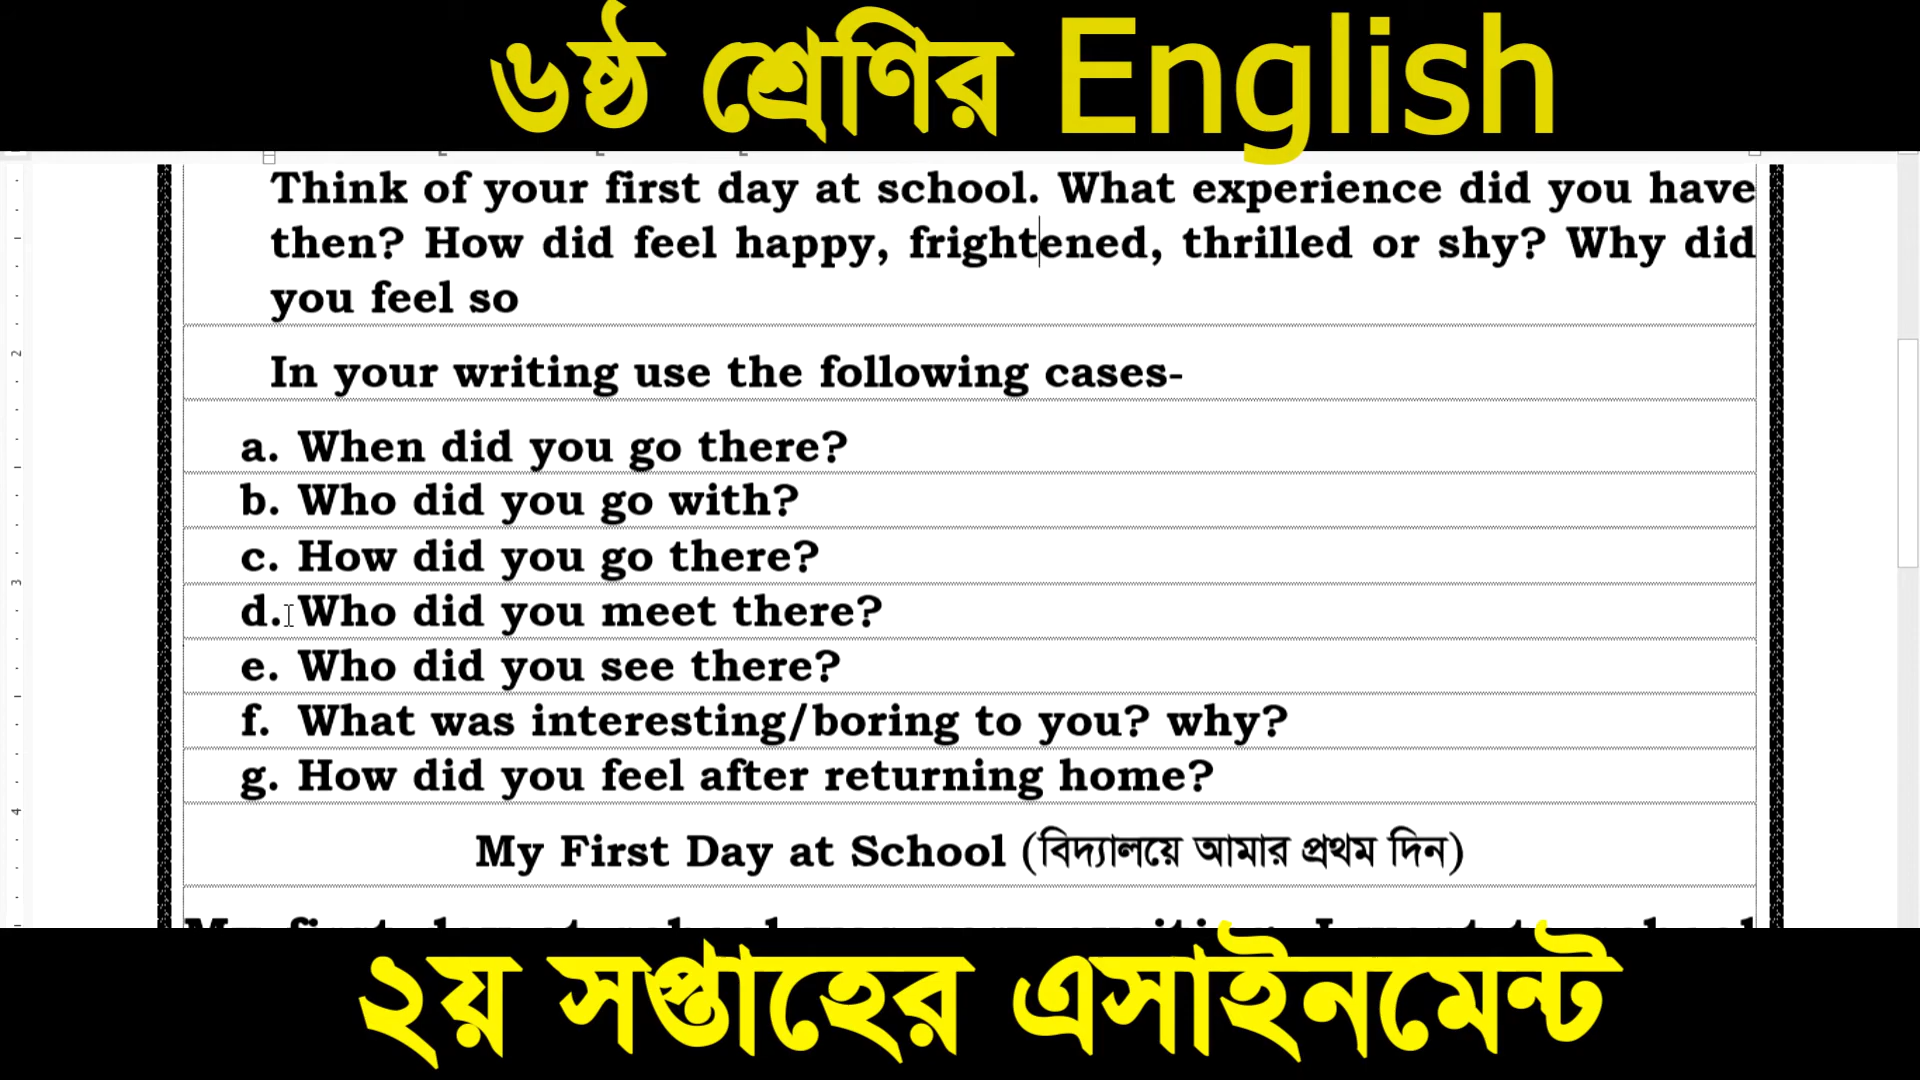 ৬ষ্ঠ শ্রেণির English
Think of your first day at school. What experience did you have
then? How did feel happy, frightened, thrilled or shy? Why did
you feel so
In your writing use the following cases-
a. When did you go there?
b. Who did you go with?
c. How did you go there?
d. Who did you meet there?
e. Who did you see there?
f. What was interesting/boring to you? why?
g. How did you feel after returning home?
My First Day at School (বিদ্যালয়ে আমার প্রথম দিন)
২য় সপ্তাহের এসাইনমেন্ট
2
3
4